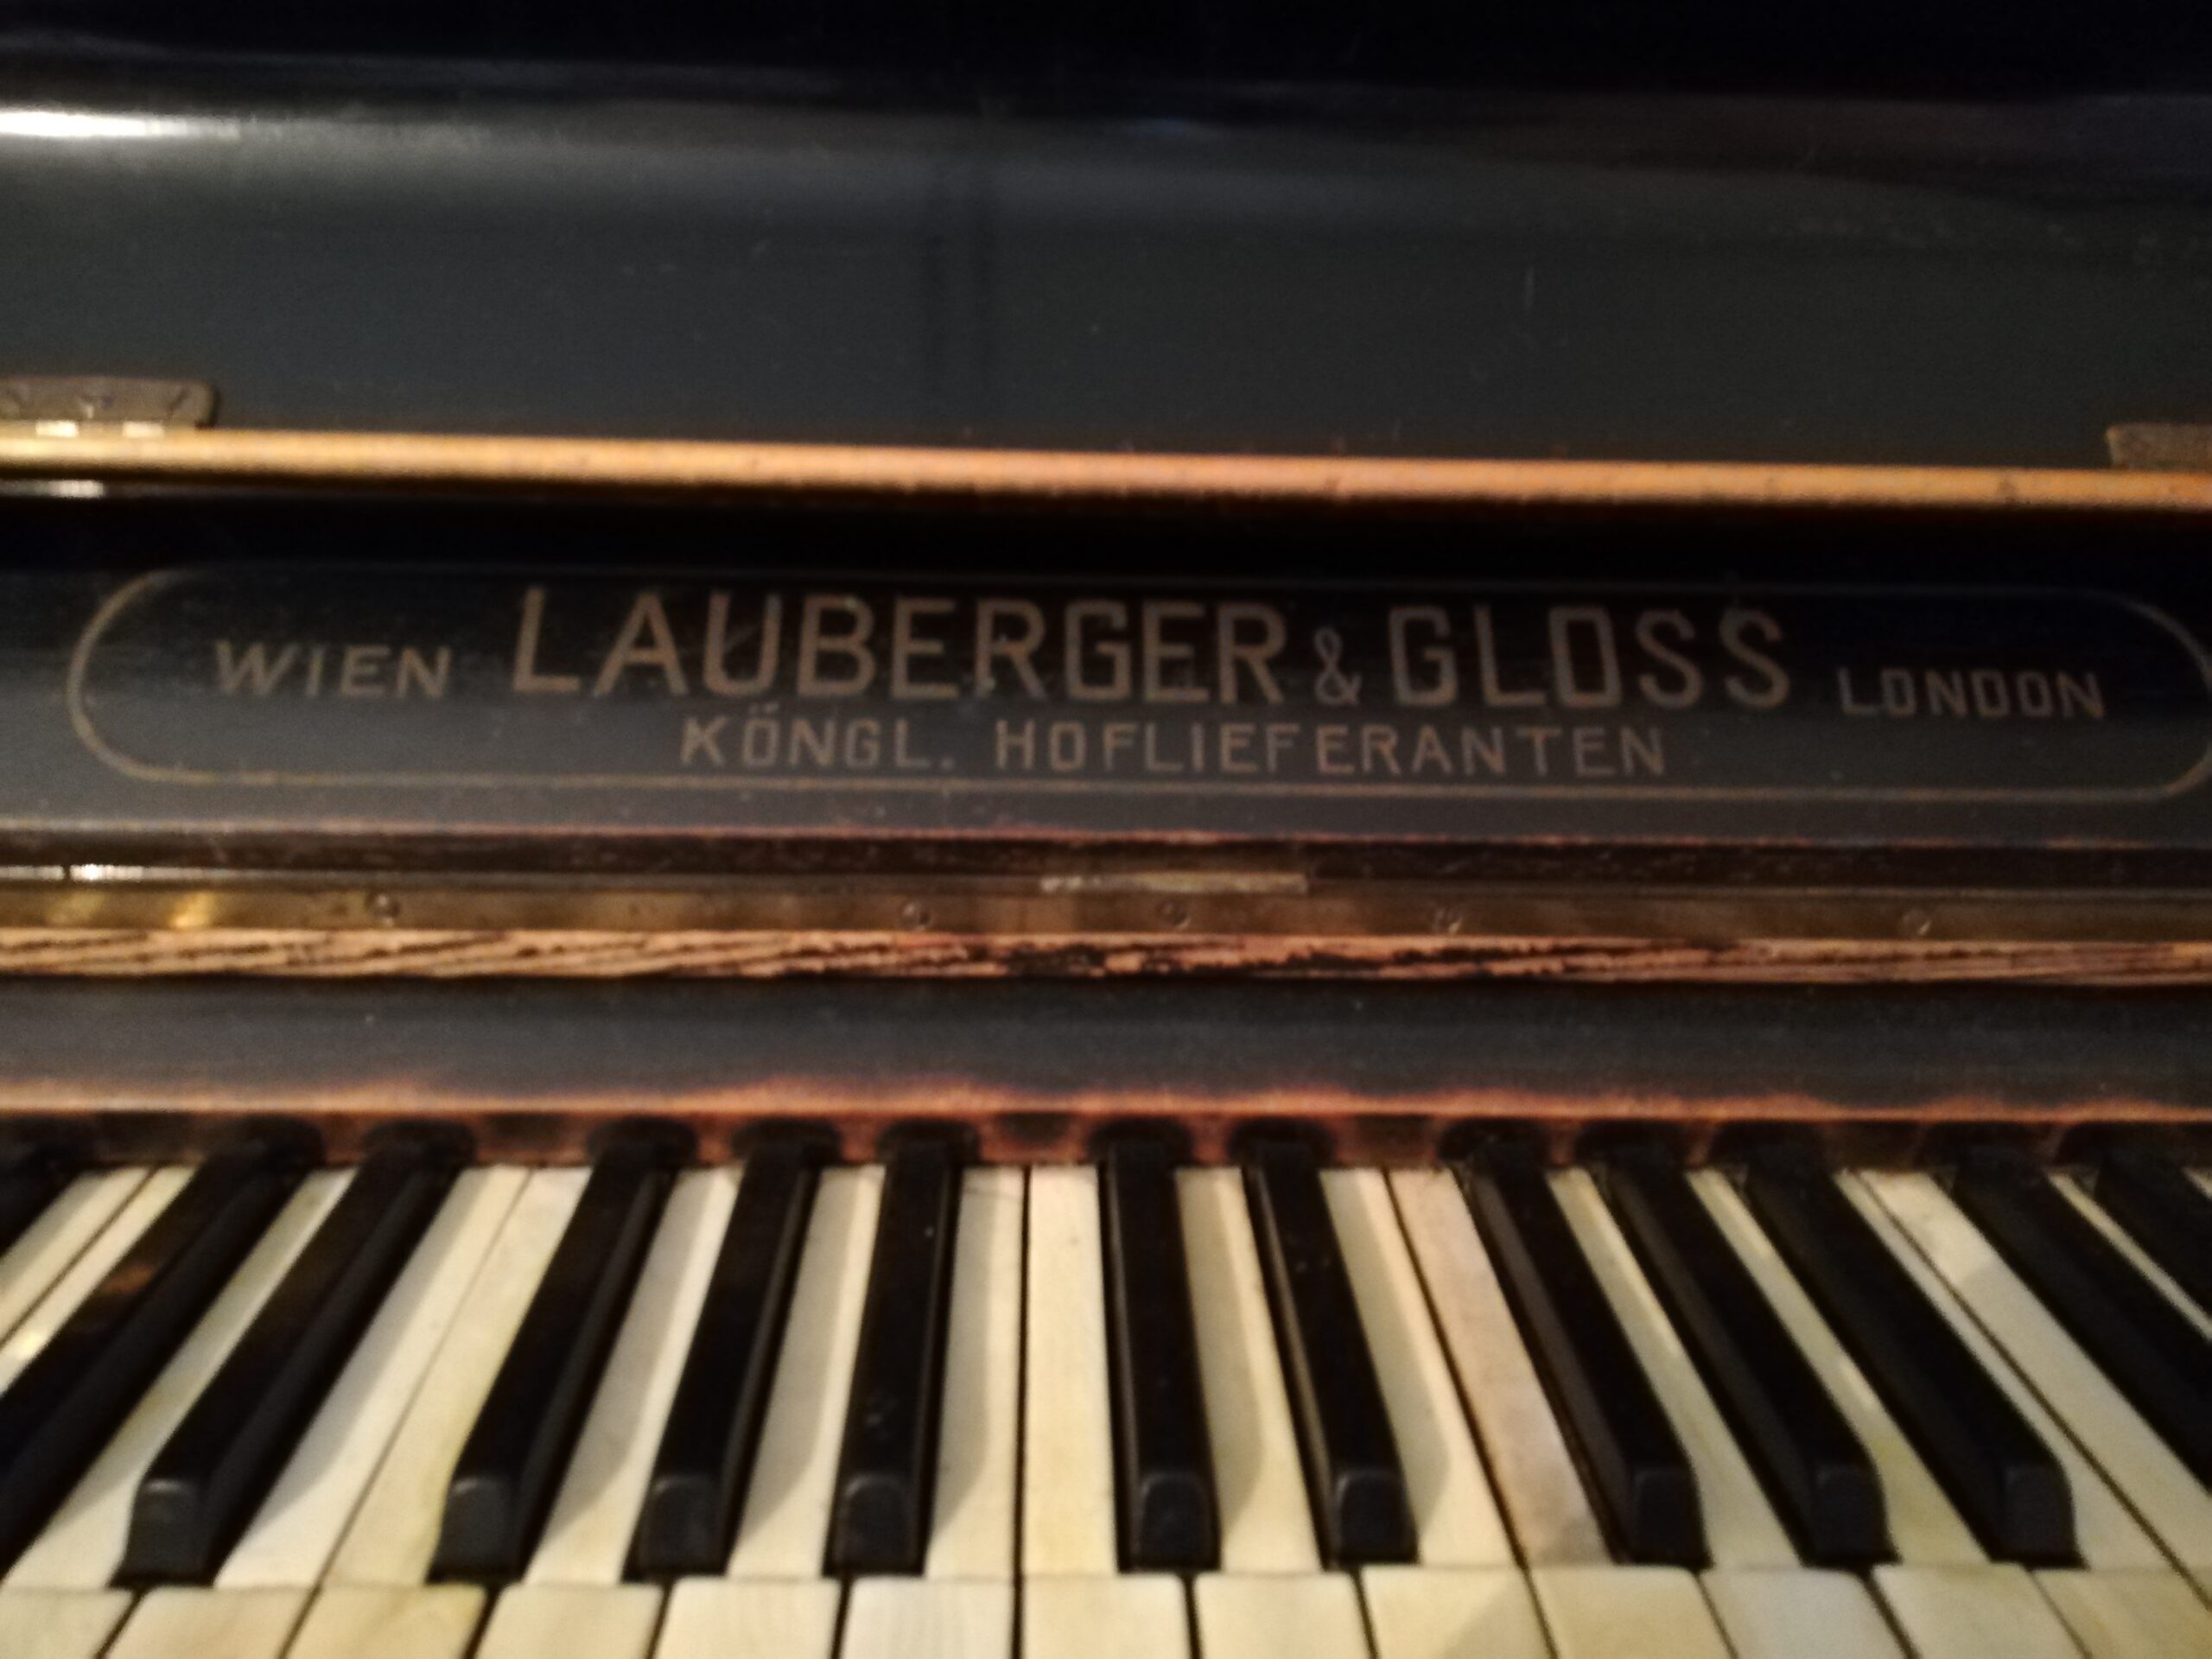 WIEN LAUBERGER & GLOSS LONDON
KÖNGL. HOFLIEFERANTEN